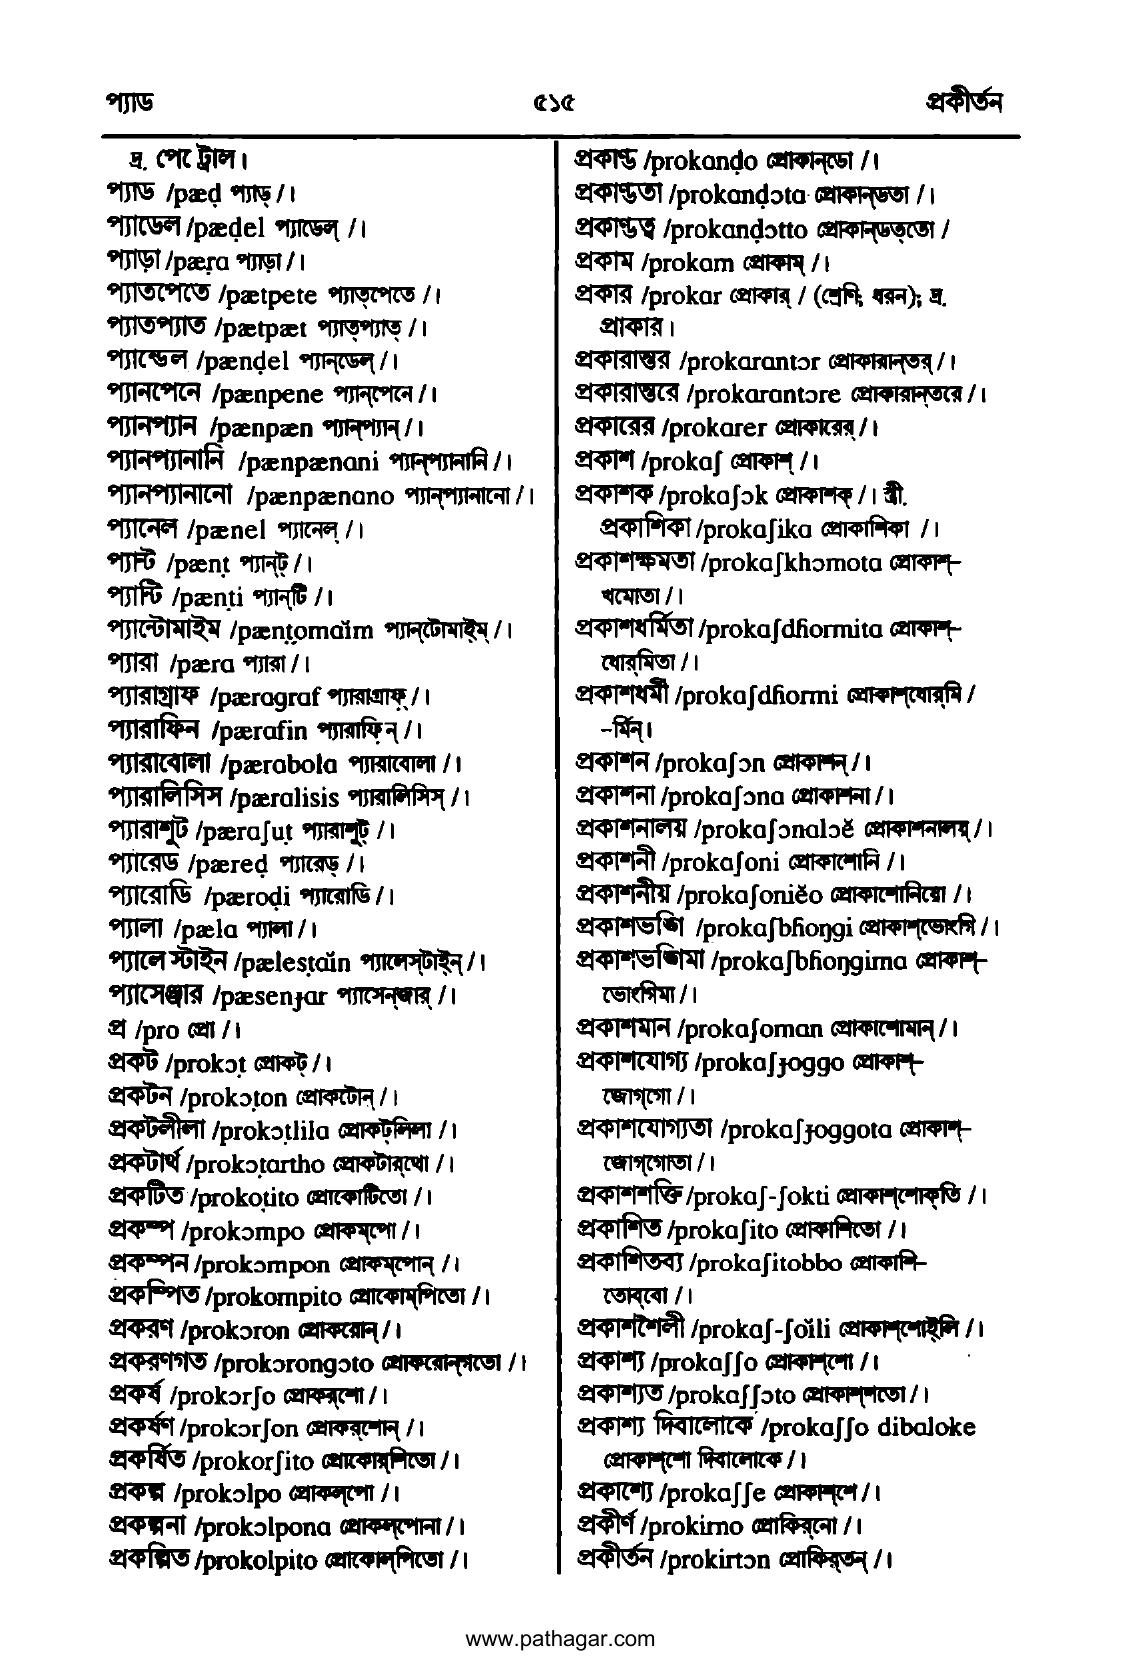 প্যাড
৫১৫
প্রকীর্তন
দ্র. পেট্রোল।
প্যাড /pæḍ প্যাড্ /।
প্যাডেল /pæḍel প্যাডেল্ /।
প্যাড়া /pæṛa প্যাড়া /।
প্যাতপেতে /pætpete প্যাত্‌পেতে /।
প্যাতপ্যাত /pætpæt প্যাত্‌প্যাত্ /।
প্যান্ডেল /pænḍel প্যান্‌ডেল্ /।
প্যানপেনে /pænpene প্যান্‌পেনে /।
প্যানপ্যান /pænpæn প্যান্‌প্যান্ /।
প্যানপ্যানানি /pænpænani প্যান্‌প্যানানি /।
প্যানপ্যানানো /pænpænano প্যান্‌প্যানানো /।
প্যানেল /pænel প্যানেল্ /।
প্যান্ট /pænṭ প্যান্‌ট্ /।
প্যান্টি /pænṭi প্যান্‌টি /।
প্যান্টোমাইম /pænṭomaĭm প্যান্‌টোমাই্‌ম্ /।
প্যারা /pæra প্যারা /।
প্যারাগ্রাফ /pæragraf প্যারাগ্রাফ্ /।
প্যারাফিন /pærafin প্যারাফিন্ /।
প্যারাবোলা /pærabola প্যারাবোলা /।
প্যারালিসিস /pæralisis প্যারালিসিস্ /।
প্যারাশুট /pæraʃuṭ প্যারাশুট্ /।
প্যারেড /pæreḍ প্যারেড্ /।
প্যারোডি /pæroḍi প্যারোডি /।
প্যালা /pæla প্যালা /।
প্যালেস্টাইন /pælesṭaĭn প্যালেস্‌টাই্‌ন্ /।
প্যাসেঞ্জার /pæsenɟar প্যাসেন্‌জার্ /।
প্র /pro প্রো /।
প্রকট /prokɔṭ প্রোকট্ /।
প্রকটন /prokɔṭon প্রোকটোন্ /।
প্রকটলীলা /prokɔṭlila প্রোকট্‌লিলা /।
প্রকটার্থ /prokɔṭartho প্রোকটার্‌থো /।
প্রকটিত /prokoṭito প্রোকোটিতো /।
প্রকম্প /prokɔmpo প্রোকম্‌পো /।
প্রকম্পন /prokɔmpon প্রোকম্‌পোন্ /।
প্রকম্পিত /prokompito প্রোকোম্‌পিতো /।
প্রকরণ /prokɔron প্রোকরোন্ /।
প্রকরণগত /prokɔrongɔto প্রোকরোন্‌গতো /।
প্রকর্ষ /prokɔrʃo প্রোকর্‌শো /।
প্রকর্ষণ /prokɔrʃon প্রোকর্‌শোন্ /।
প্রকর্ষিত /prokorʃito প্রোকোর্‌শিতো /।
প্রকল্প /prokɔlpo প্রোকল্‌পো /।
প্রকল্পনা /prokɔlpona প্রোকল্‌পোনা /।
প্রকল্পিত /prokolpito প্রোকোল্‌পিতো /।
প্রকাণ্ড /prokanḍo প্রোকান্‌ডো /।
প্রকাণ্ডতা /prokanḍɔta প্রোকান্‌ডতা /।
প্রকাণ্ডত্ব /prokanḍɔtto প্রোকান্‌ডত্‌তো /
প্রকাম /prokam প্রোকাম্ /।
প্রকার /prokar প্রোকার্ / (শ্রেণি; ধরন); দ্র.
প্রাকার।
প্রকারান্তর /prokarantɔr প্রোকারান্‌তর্ /।
প্রকারান্তরে /prokarantɔre প্রোকারান্‌তরে /।
প্রকারের /prokarer প্রোকারের্ /।
প্রকাশ /prokaʃ প্রোকাশ্ /।
প্রকাশক /prokaʃɔk প্রোকাশক্ /। স্ত্রী.
প্রকাশিকা /prokaʃika প্রোকাশিকা /।
প্রকাশক্ষমতা /prokaʃkhɔmota প্রোকাশ্-
খমোতা /।
প্রকাশধর্মিতা /prokaʃdɦormita প্রোকাশ্-
ধোর্‌মিতা /।
প্রকাশধর্মী /prokaʃdɦormi প্রোকাশ্‌ধোর্‌মি /
-র্মিন্।
প্রকাশন /prokaʃɔn প্রোকাশন্ /।
প্রকাশনা /prokaʃɔna প্রোকাশনা /।
প্রকাশনালয় /prokaʃɔnalɔĕ প্রোকাশনালয়্ /।
প্রকাশনী /prokaʃoni প্রোকাশোনি /।
প্রকাশনীয় /prokaʃoniĕo প্রোকাশোনিয়ো /।
প্রকাশভঙ্গি /prokaʃbɦoŋgi প্রোকাশ্‌ভোংগি /।
প্রকাশভঙ্গিমা /prokaʃbɦoŋgima প্রোকাশ্-
ভোংগিমা /।
প্রকাশমান /prokaʃoman প্রোকাশোমান্ /।
প্রকাশযোগ্য /prokaʃɟoggo প্রোকাশ্-
জোগ্‌গো /।
প্রকাশযোগ্যতা /prokaʃɟoggota প্রোকাশ্-
জোগ্‌গোতা /।
প্রকাশশক্তি /prokaʃ-ʃokti প্রোকাশ্‌শোক্‌তি /।
প্রকাশিত /prokaʃito প্রোকাশিতো /।
প্রকাশিতব্য /prokaʃitobbo প্রোকাশি-
তোব্‌বো /।
প্রকাশশৈলী /prokaʃ-ʃoĭli প্রোকাশ্‌শোই্‌লি /।
প্রকাশ্য /prokaʃʃo প্রোকাশ্‌শো /।
প্রকাশ্যত /prokaʃʃɔto প্রোকাশ্‌শতো /।
প্রকাশ্য দিবালোকে /prokaʃʃo dibaloke
প্রোকাশ্‌শো দিবালোকে /।
প্রকাশ্যে /prokaʃʃe প্রোকাশ্‌শে /।
প্রকীর্ণ /prokirno প্রোকির্‌নো /।
প্রকীর্তন /prokirtɔn প্রোকির্‌তন্ /।
www.pathagar.com